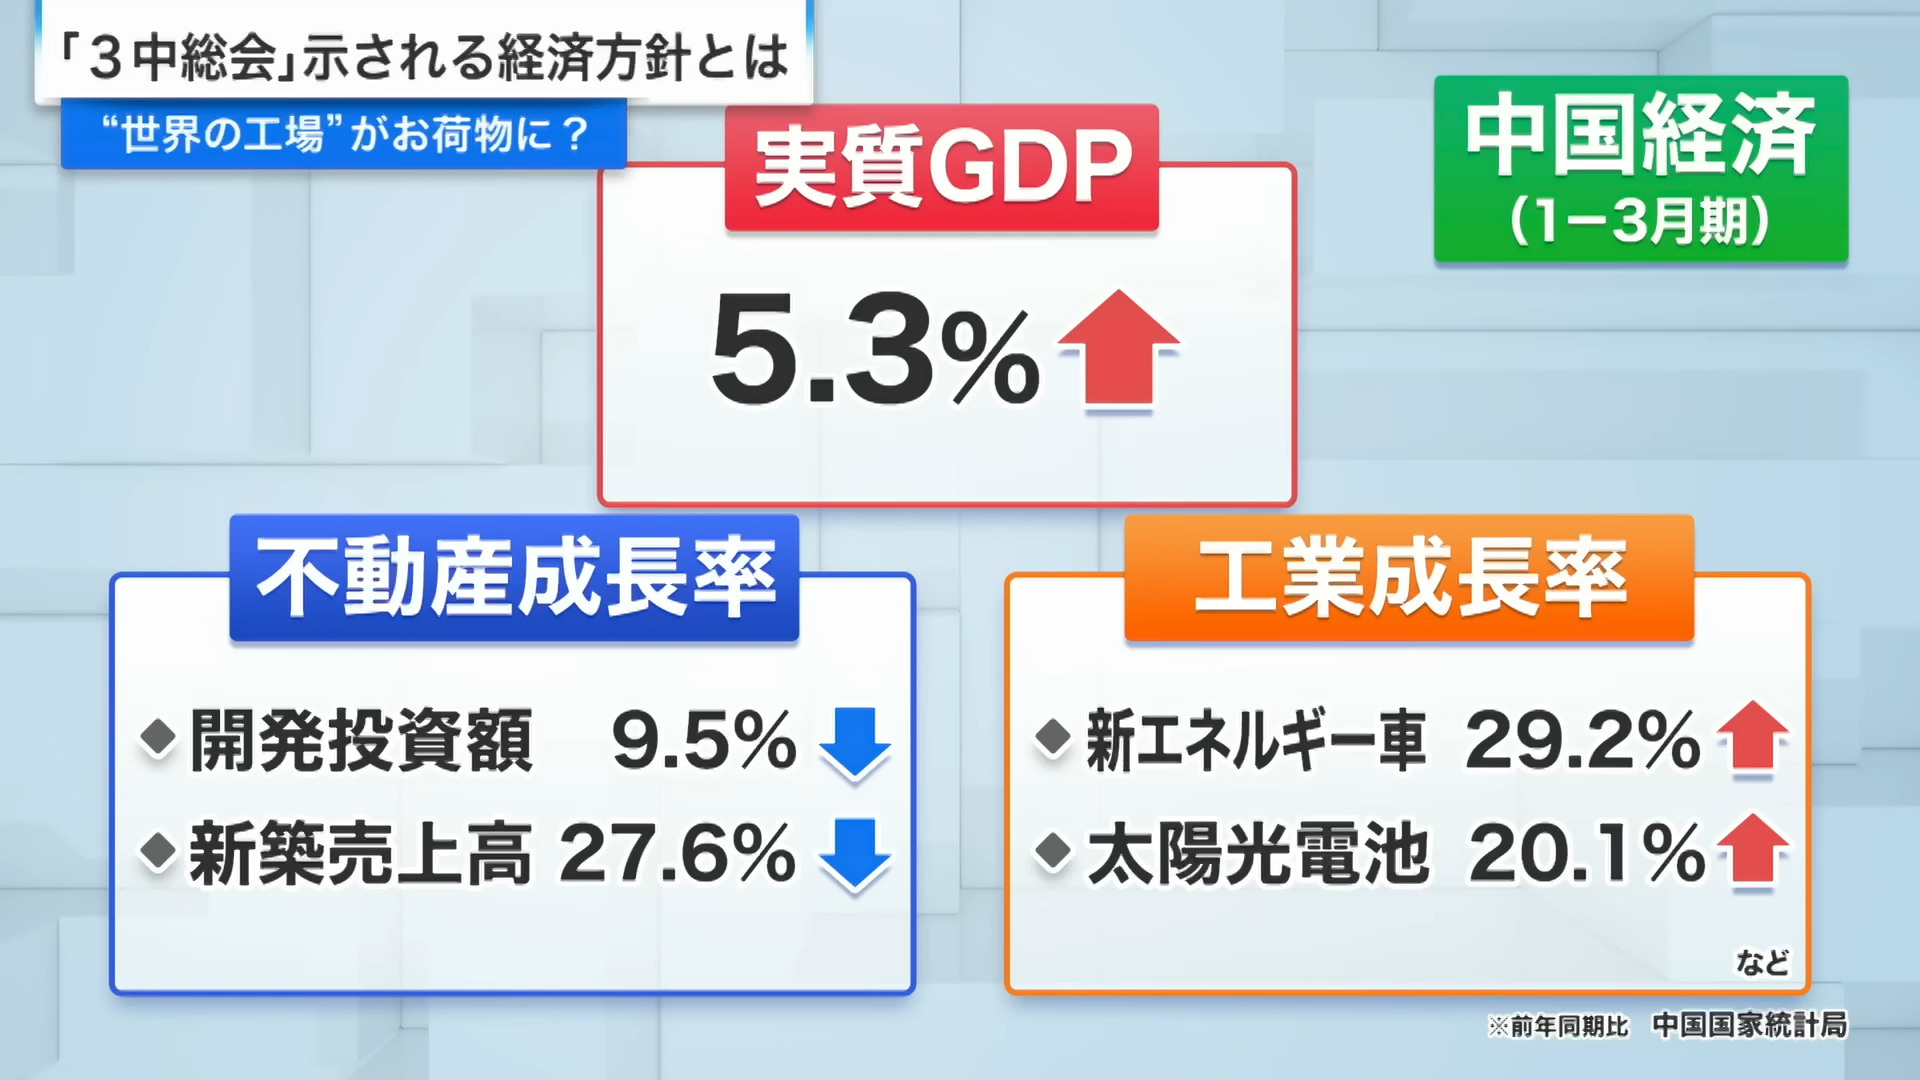 「３中総会」示される経済方針とは
“世界の工場”がお荷物に？
中国経済
（1－3月期）
実質GDP
5.3%
不動産成長率
開発投資額 9.5%
新築売上高 27.6%
工業成長率
新エネルギー車 29.2%
太陽光電池 20.1%
など
※前年同期比 中国国家統計局